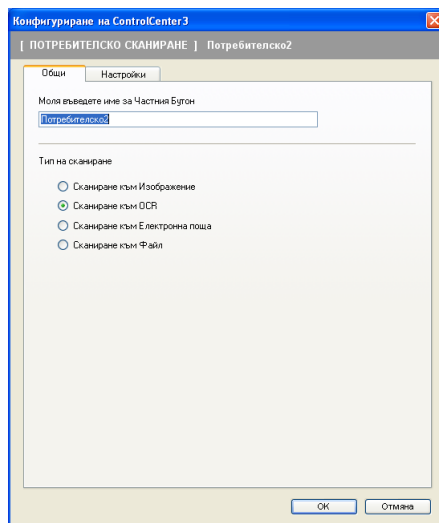 Конфигуриране на ControlCenter3
[ ПОТРЕБИТЕЛСКО СКАНИРАНЕ ] Потребителско2
Общи Настройки
Моля въведете име за Частния Бутон
Потребителско2
Тип на сканиране
Сканиране към Изображение
Сканиране към OCR
Сканиране към Електронна поща
Сканиране към Файл
OK Отмяна